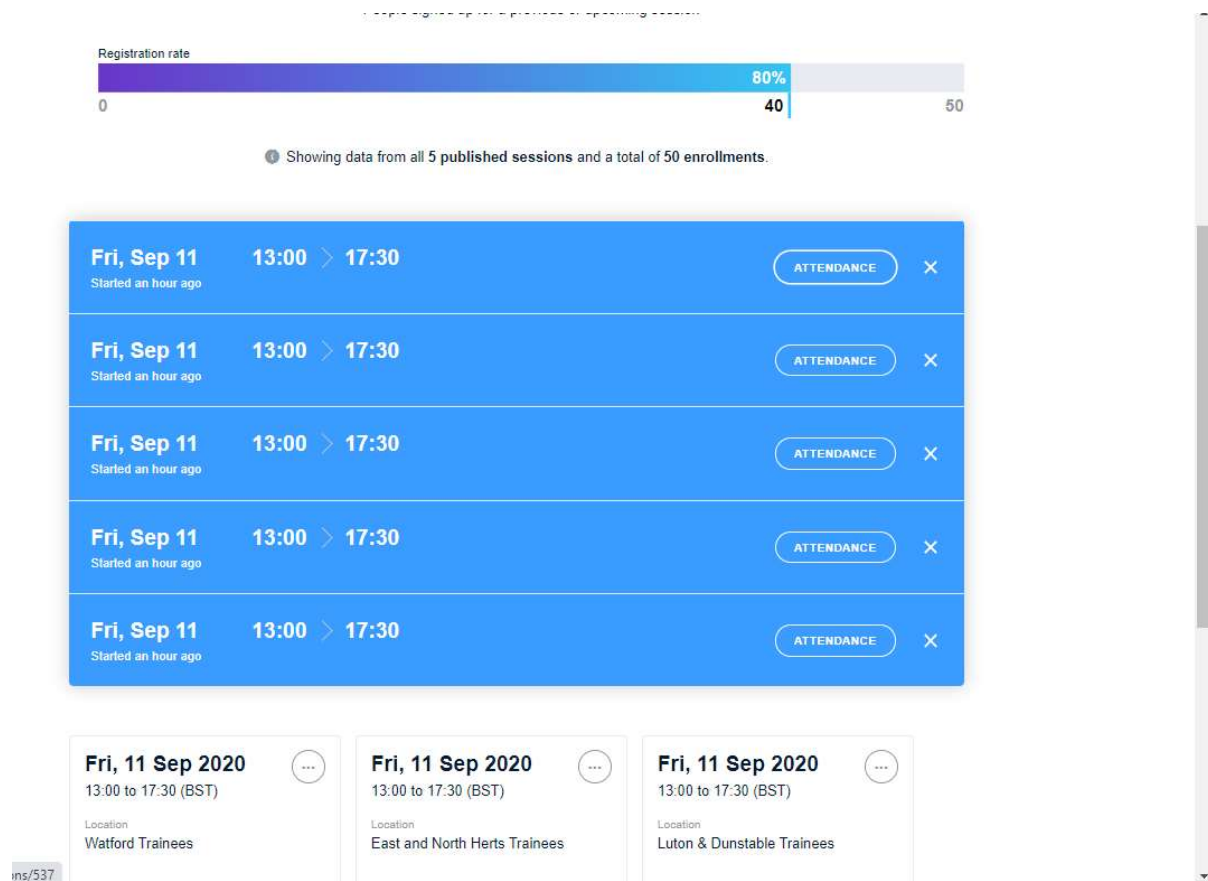 Registration rate
80%
0 40 50
Showing data from all 5 published sessions and a total of 50 enrollments.
Fri, Sep 11 13:00 17:30 ATTENDANCE
Started an hour ago
Fri, Sep 11 13:00 17:30 ATTENDANCE
Started an hour ago
Fri, Sep 11 13:00 17:30 ATTENDANCE
Started an hour ago
Fri, Sep 11 13:00 17:30 ATTENDANCE
Started an hour ago
Fri, Sep 11 13:00 17:30 ATTENDANCE
Started an hour ago
Fri, 11 Sep 2020
13:00 to 17:30 (BST)
Location
Watford Trainees
Fri, 11 Sep 2020
13:00 to 17:30 (BST)
Location
East and North Herts Trainees
Fri, 11 Sep 2020
13:00 to 17:30 (BST)
Location
Luton & Dunstable Trainees
ons/537